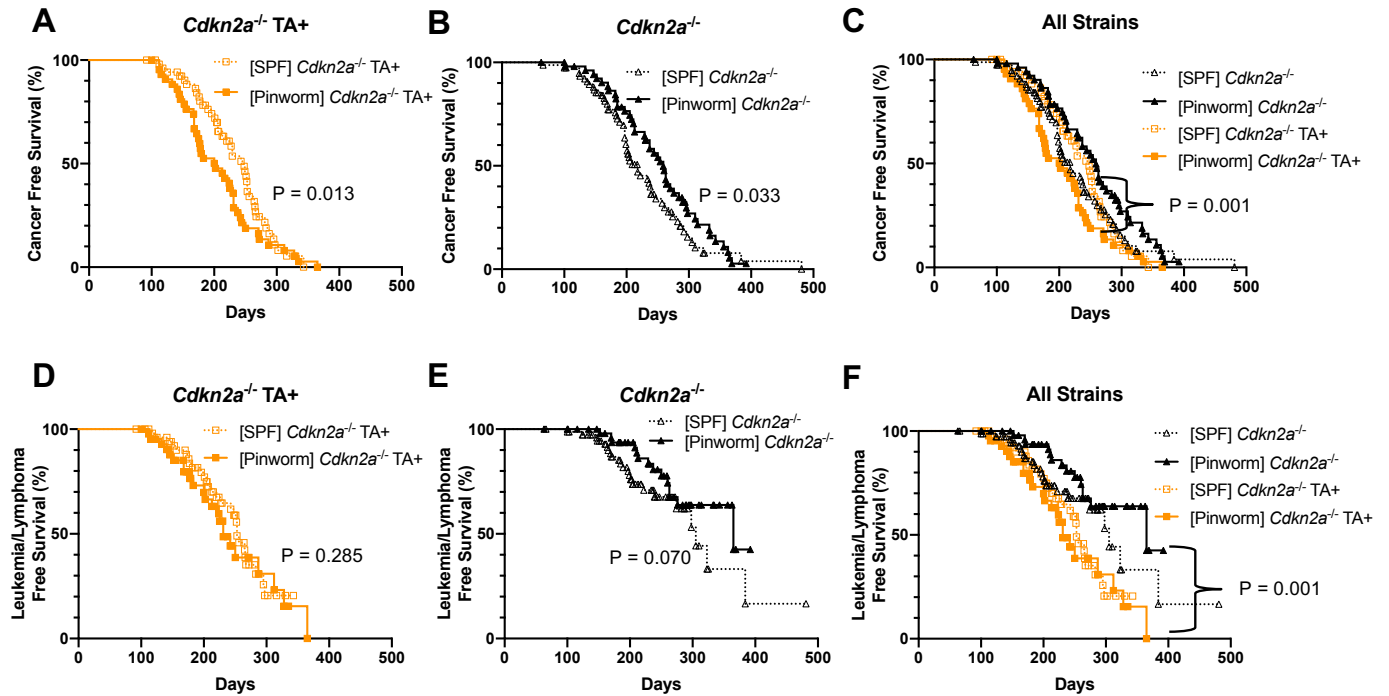 A
Cdkn2a-/- TA+
100
50
0
Cancer Free Survival (%)
0 100 200 300 400 500
Days
[SPF] Cdkn2a-/- TA+
[Pinworm] Cdkn2a-/- TA+
P = 0.013
B
Cdkn2a-/-
100
50
0
Cancer Free Survival (%)
0 100 200 300 400 500
Days
[SPF] Cdkn2a-/-
[Pinworm] Cdkn2a-/-
P = 0.033
C
All Strains
100
50
0
Cancer Free Survival (%)
0 100 200 300 400 500
Days
[SPF] Cdkn2a-/-
[Pinworm] Cdkn2a-/-
[SPF] Cdkn2a-/- TA+
[Pinworm] Cdkn2a-/- TA+
P = 0.001
D
Cdkn2a-/- TA+
100
50
0
Leukemia/Lymphoma
Free Survival (%)
0 100 200 300 400 500
Days
[SPF] Cdkn2a-/- TA+
[Pinworm] Cdkn2a-/- TA+
P = 0.285
E
Cdkn2a-/-
100
50
0
Leukemia/Lymphoma
Free Survival (%)
0 100 200 300 400 500
Days
[SPF] Cdkn2a-/-
[Pinworm] Cdkn2a-/-
P = 0.070
F
All Strains
100
50
0
Leukemia/Lymphoma
Free Survival (%)
0 100 200 300 400 500
Days
[SPF] Cdkn2a-/-
[Pinworm] Cdkn2a-/-
[SPF] Cdkn2a-/- TA+
[Pinworm] Cdkn2a-/- TA+
P = 0.001